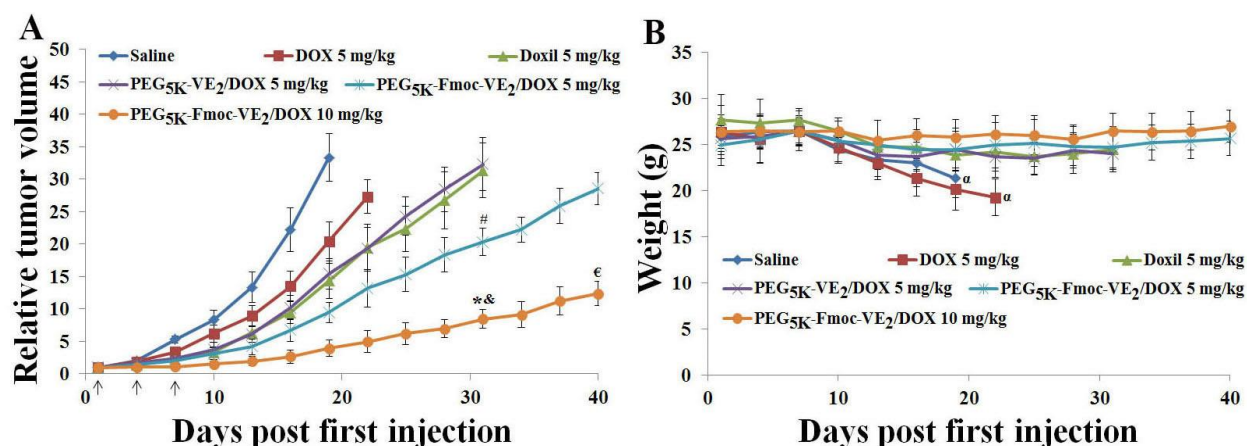 A
Relative tumor volume
50
45
40
35
30
25
20
15
10
5
0
Saline DOX 5 mg/kg Doxil 5 mg/kg
PEG5K-VE2/DOX 5 mg/kg PEG5K-Fmoc-VE2/DOX 5 mg/kg
PEG5K-Fmoc-VE2/DOX 10 mg/kg
#
*&
€
0 10 20 30 40
Days post first injection
B
Weight (g)
35
30
25
20
15
10
5
0
α
α
Saline DOX 5 mg/kg Doxil 5 mg/kg
PEG5K-VE2/DOX 5 mg/kg PEG5K-Fmoc-VE2/DOX 5 mg/kg
PEG5K-Fmoc-VE2/DOX 10 mg/kg
0 10 20 30 40
Days post first injection